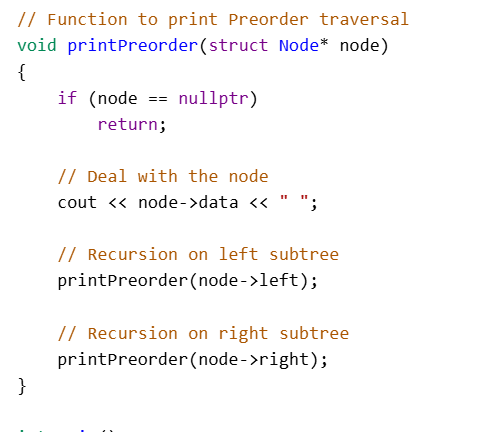 // Function to print Preorder traversal
void printPreorder(struct Node* node)
{
    if (node == nullptr)
        return;

    // Deal with the node
    cout << node->data << " ";

    // Recursion on left subtree
    printPreorder(node->left);

    // Recursion on right subtree
    printPreorder(node->right);
}